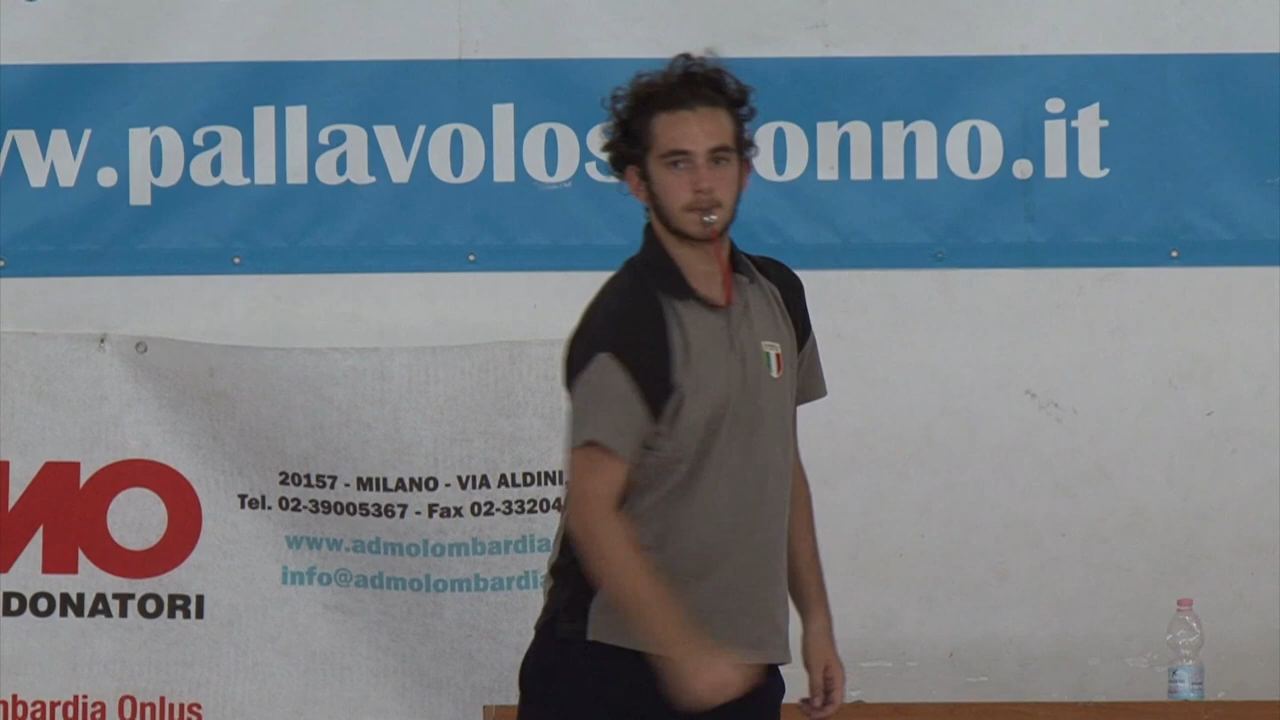 .pallavolos onno.it
MO
DONATORI
20157 - MILANO - VIA ALDINI,
Tel. 02-39005367 - Fax 02-33204
www.admolombardia
info@admolombardia
Onlus